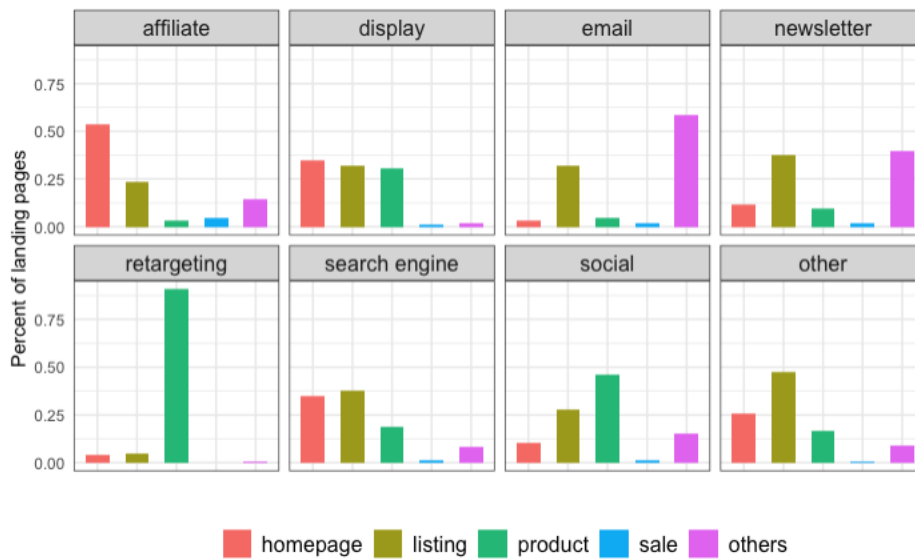 affiliate display email newsletter
0.75
0.50
0.25
0.00
Percent of landing pages
retargeting search engine social other
0.75
0.50
0.25
0.00
homepage listing product sale others